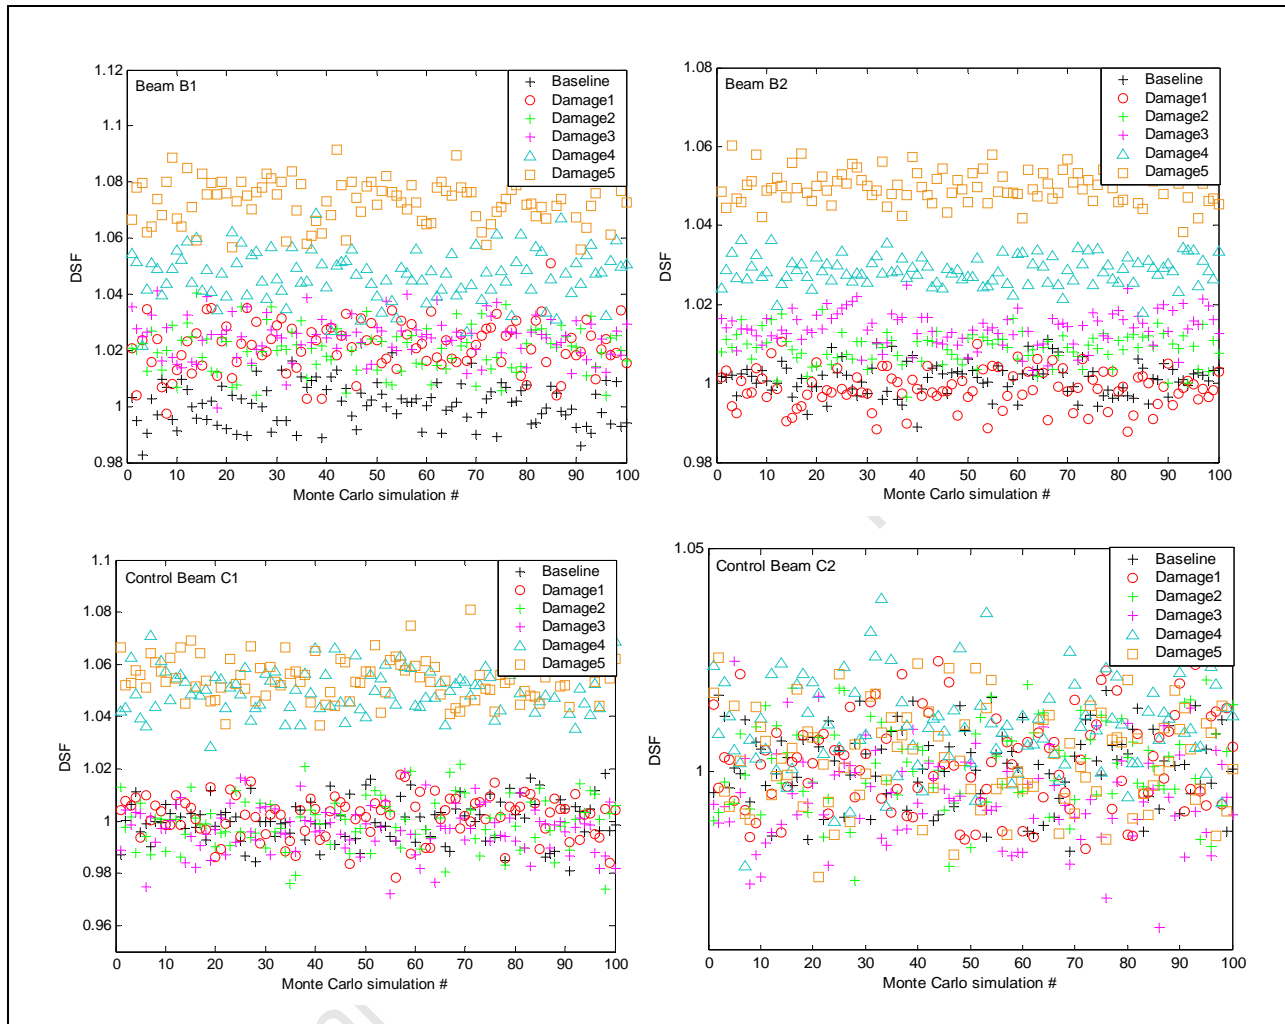 Beam B1
1.12
1.1
1.08
1.06
1.04
1.02
1
0.98
DSF
0 10 20 30 40 50 60 70 80 90 100
Monte Carlo simulation #
Baseline
Damage1
Damage2
Damage3
Damage4
Damage5
Beam B2
1.08
1.06
1.04
1.02
1
0.98
DSF
0 10 20 30 40 50 60 70 80 90 100
Monte Carlo simulation #
Baseline
Damage1
Damage2
Damage3
Damage4
Damage5
Control Beam C1
1.1
1.08
1.06
1.04
1.02
1
0.98
0.96
DSF
0 10 20 30 40 50 60 70 80 90 100
Monte Carlo simulation #
Baseline
Damage1
Damage2
Damage3
Damage4
Damage5
Control Beam C2
1.05
1
DSF
0 10 20 30 40 50 60 70 80 90 100
Monte Carlo simulation #
Baseline
Damage1
Damage2
Damage3
Damage4
Damage5